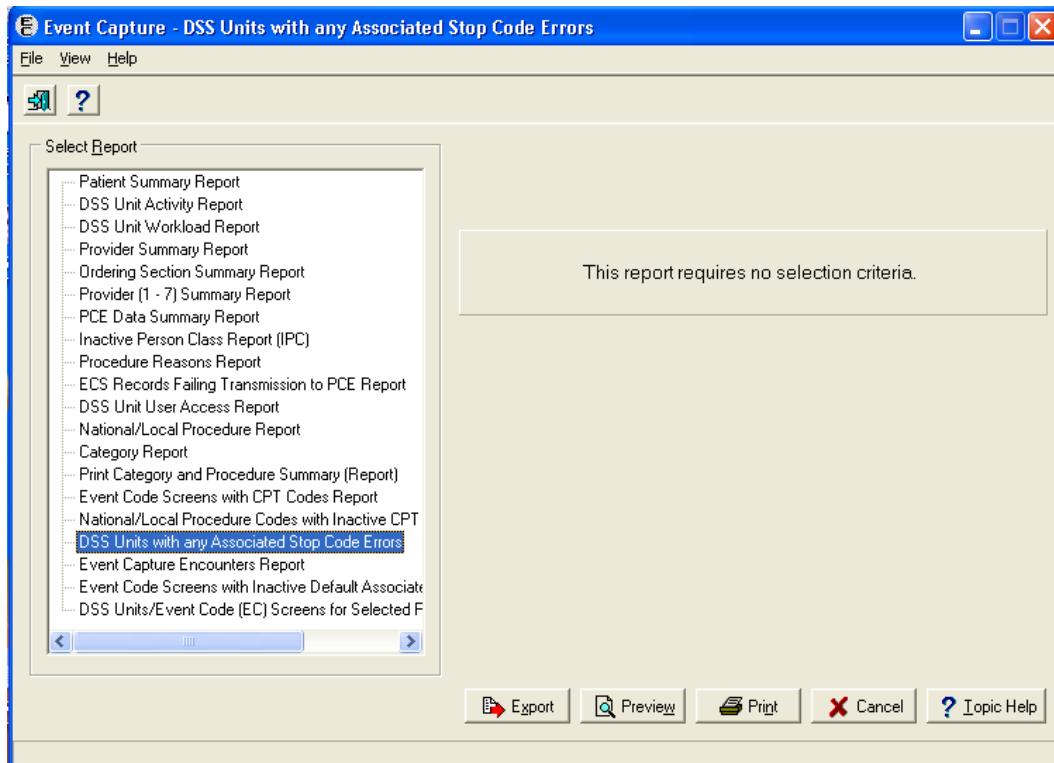 Event Capture - DSS Units with any Associated Stop Code Errors
File View Help
Select Report
Patient Summary Report
DSS Unit Activity Report
DSS Unit Workload Report
Provider Summary Report
Ordering Section Summary Report
Provider (1 - 7) Summary Report
PCE Data Summary Report
Inactive Person Class Report (IPC)
Procedure Reasons Report
ECS Records Failing Transmission to PCE Report
DSS Unit User Access Report
National/Local Procedure Report
Category Report
Print Category and Procedure Summary (Report)
Event Code Screens with CPT Codes Report
National/Local Procedure Codes with Inactive CPT
DSS Units with any Associated Stop Code Errors
Event Capture Encounters Report
Event Code Screens with Inactive Default Associate
DSS Units/Event Code (EC) Screens for Selected F
This report requires no selection criteria.
Export Preview Print Cancel ? Topic Help